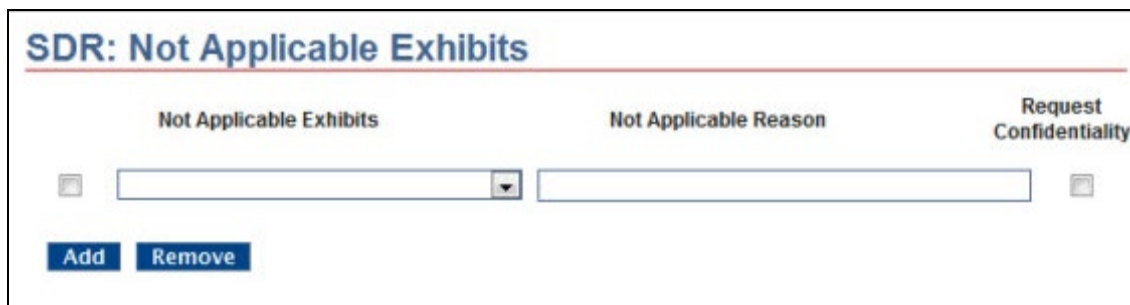 SDR: Not Applicable Exhibits
Not Applicable Exhibits Not Applicable Reason Request Confidentiality
Add Remove